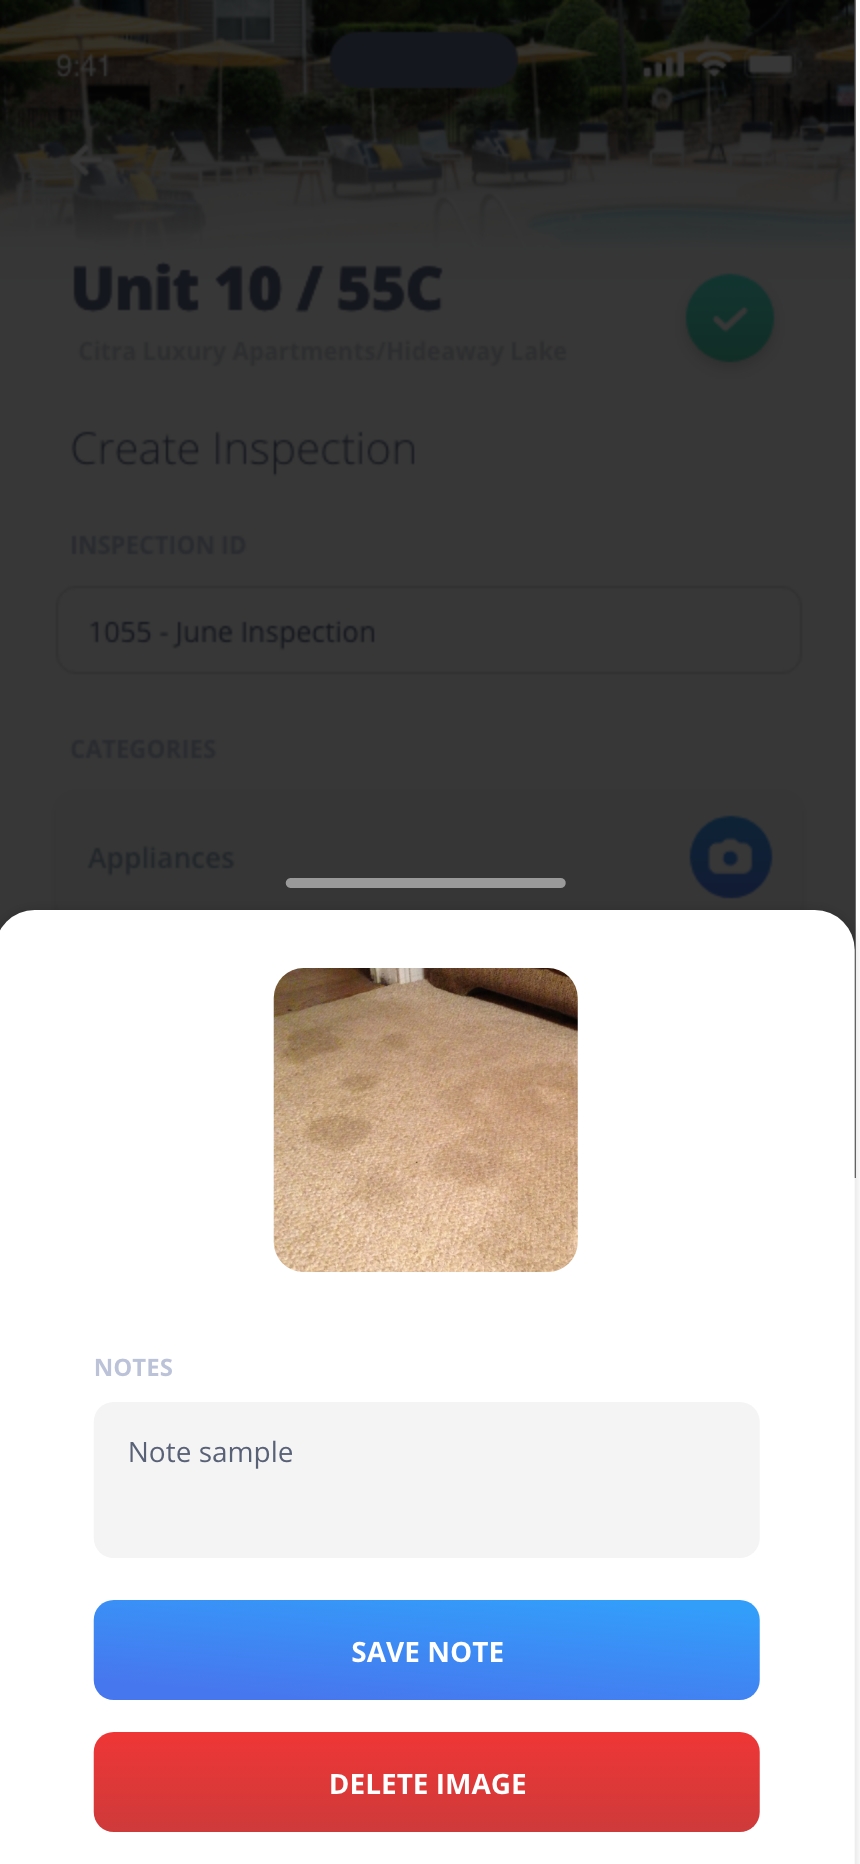 9:41
Unit 10 / 55C
Citra Luxury Apartments/Hideaway Lake
Create Inspection
INSPECTION ID
1055 - June Inspection
CATEGORIES
Appliances
NOTES
Note sample
SAVE NOTE
DELETE IMAGE